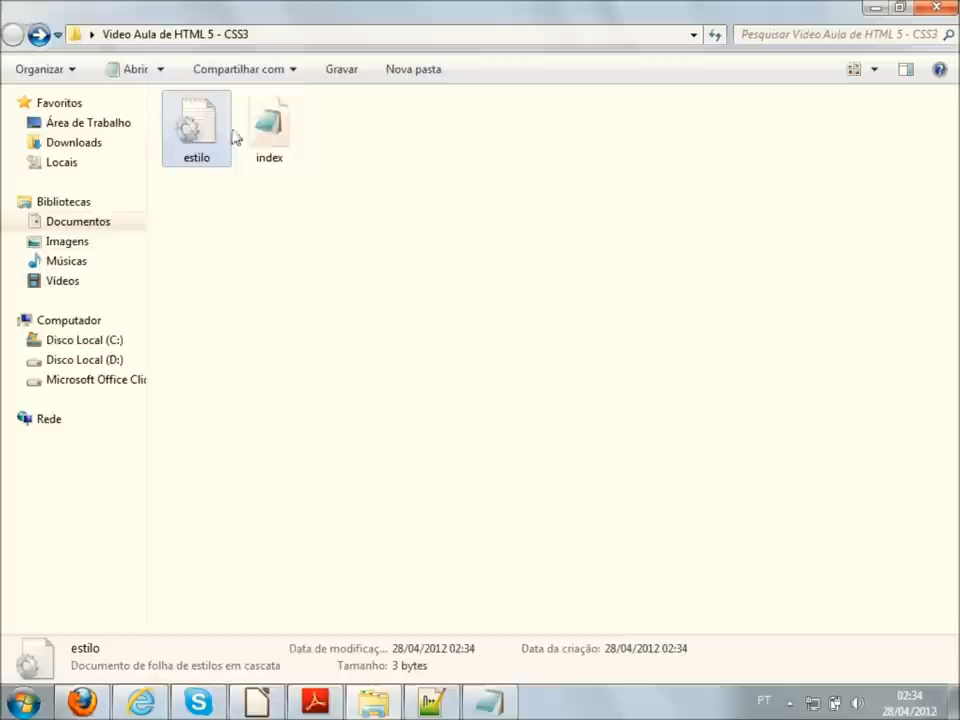 Video Aula de HTML 5 - CSS3
Pesquisar Video Aula de HTML 5 - CSS3
Organizar
Abrir
Compartilhar com
Gravar
Nova pasta
Favoritos
Área de Trabalho
Downloads
Locais
Bibliotecas
Documentos
Imagens
Músicas
Vídeos
Computador
Disco Local (C:)
Disco Local (D:)
Microsoft Office Clic
Rede
estilo
index
estilo
Data de modificaç... 28/04/2012 02:34
Data da criação: 28/04/2012 02:34
Documento de folha de estilos em cascata
Tamanho: 3 bytes
PT
02:34
28/04/2012